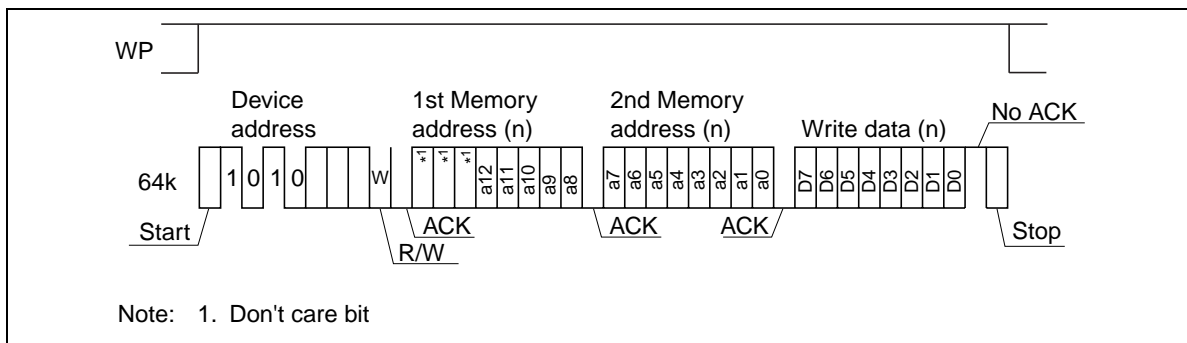 WP
Device address
1st Memory address (n)
2nd Memory address (n)
Write data (n)
No ACK
64k
1 0 1 0
W
*1 *1 *1 a12 a11 a10 a9 a8
a7 a6 a5 a4 a3 a2 a1 a0
D7 D6 D5 D4 D3 D2 D1 D0
Start
R/W
ACK
ACK
ACK
Stop
Note: 1. Don't care bit